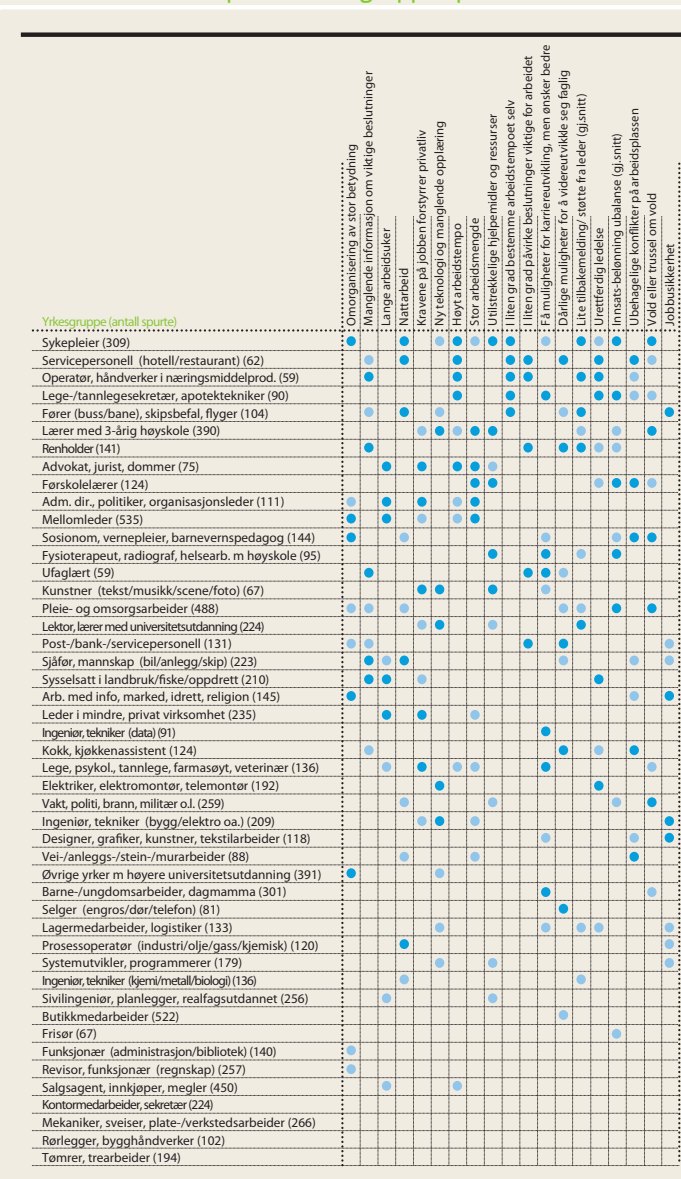 Omorganisering av stor betydning
Manglende informasjon om viktige beslutninger
Lange arbeidsuker
Nattarbeid
Kravene på jobben forstyrrer privatliv
Ny teknologi og manglende opplæring
Høyt arbeidstempo
Stor arbeidsmengde
Utilstrekkelige hjelpemidler og ressurser
I liten grad bestemme arbeidstempoet selv
I liten grad påvirke beslutninger viktige for arbeidet
Få muligheter for karriereutvikling, men ønsker bedre
Dårlige muligheter for å videreutvikkle seg faglig
Lite tilbakemelding/ støtte fra leder (gj.snitt)
Urettferdig ledelse
Innsats-belønning ubalanse (gj.snitt)
Ubehagelige konflikter på arbeidsplassen
Vold eller trussel om vold
Jobbusikkerhet
Yrkesgruppe (antall spurte)
Sykepleier (309)
Servicepersonell (hotell/restaurant) (62)
Operatør, håndverker i næringsmiddelprod. (59)
Lege-/tannlegesekretær, apotektekniker (90)
Fører (buss/bane), skipsbefal, flyger (104)
Lærer med 3-årig høyskole (390)
Renholder (141)
Advokat, jurist, dommer (75)
Førskolelærer (124)
Adm. dir., politiker, organisasjonsleder (111)
Mellomleder (535)
Sosionom, vernepleier, barnevernspedagog (144)
Fysioterapeut, radiograf, helsearb. m høyskole (95)
Ufaglært (59)
Kunstner (tekst/musikk/scene/foto) (67)
Pleie- og omsorgsarbeider (488)
Lektor, lærer med universitetsutdanning (224)
Post-/bank-/servicepersonell (131)
Sjåfør, mannskap (bil/anlegg/skip) (223)
Sysselsatt i landbruk/fiske/oppdrett (210)
Arb. med info, marked, idrett, religion (145)
Leder i mindre, privat virksomhet (235)
Ingeniør, tekniker (data) (91)
Kokk, kjøkkenassistent (124)
Lege, psykol., tannlege, farmasøyt, veterinær (136)
Elektriker, elektromontør, telemontør (192)
Vakt, politi, brann, militær o.l. (259)
Ingeniør, tekniker (bygg/elektro oa.) (209)
Designer, grafiker, kunstner, tekstilarbeider (118)
Vei-/anleggs-/stein-/murarbeider (88)
Øvrige yrker m høyere universitetsutdanning (391)
Barne-/ungdomsarbeider, dagmamma (301)
Selger (engros/dør/telefon) (81)
Lagermedarbeider, logistiker (133)
Prosessoperatør (industri/olje/gass/kjemisk) (120)
Systemutvikler, programmerer (179)
Ingeniør, tekniker (kjemi/metall/biologi) (136)
Sivilingeniør, planlegger, realfagsutdannet (256)
Butikkmedarbeider (522)
Frisør (67)
Funksjonær (administrasjon/bibliotek) (140)
Revisor, funksjonær (regnskap) (257)
Salgsagent, innkjøper, megler (450)
Kontormedarbeider, sekretær (224)
Mekaniker, sveiser, plate-/verkstedsarbeider (266)
Rørlegger, bygghåndverker (102)
Tømrer, trearbeider (194)